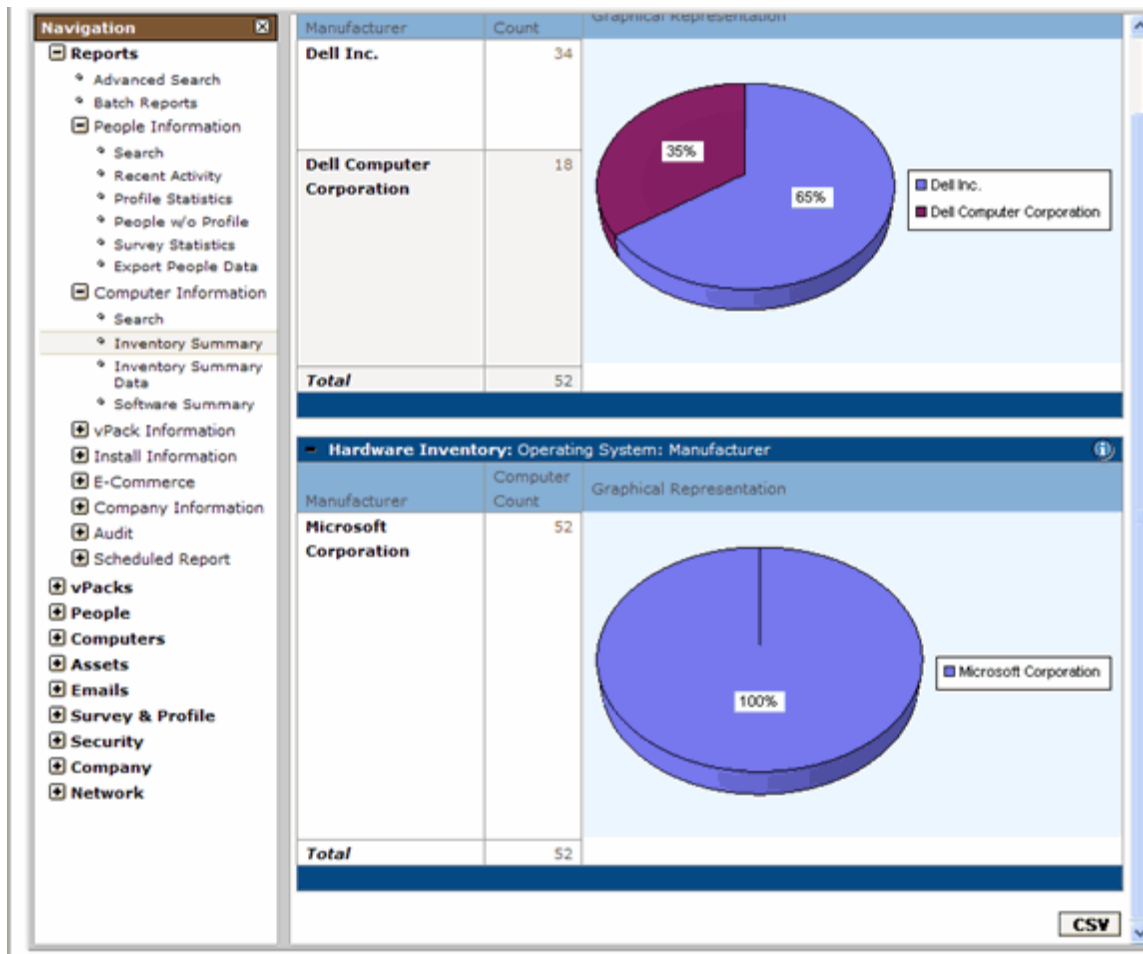 Navigation
Reports
Advanced Search
Batch Reports
People Information
Search
Recent Activity
Profile Statistics
People w/o Profile
Survey Statistics
Export People Data
Computer Information
Search
Inventory Summary
Inventory Summary
Data
Software Summary
vPack Information
Install Information
E-Commerce
Company Information
Audit
Scheduled Report
vPacks
People
Computers
Assets
Emails
Survey & Profile
Security
Company
Network
Manufacturer Count Graphical Representation
Dell Inc. 34
Dell Computer 18
Corporation
Total 52
35%
65%
Dell Inc.
Dell Computer Corporation
Hardware Inventory: Operating System: Manufacturer
Computer
Manufacturer Count Graphical Representation
Microsoft 52
Corporation
Total 52
100%
Microsoft Corporation
CSV